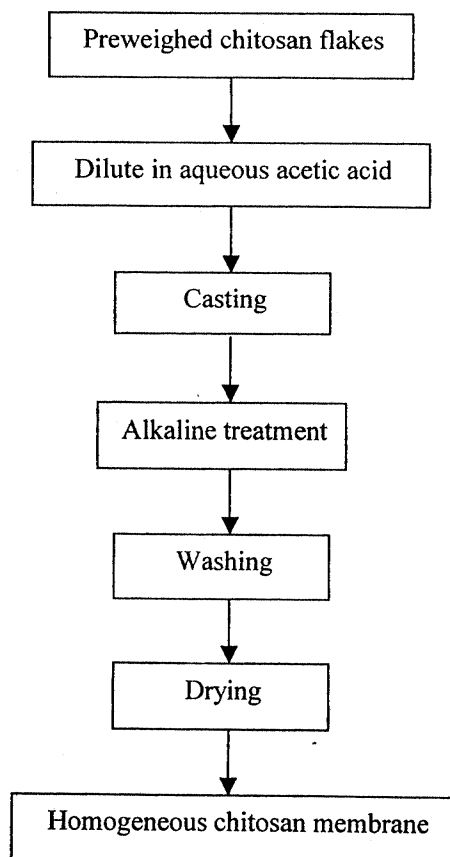 Preweighed chitosan flakes
Dilute in aqueous acetic acid
Casting
Alkaline treatment
Washing
Drying
Homogeneous chitosan membrane